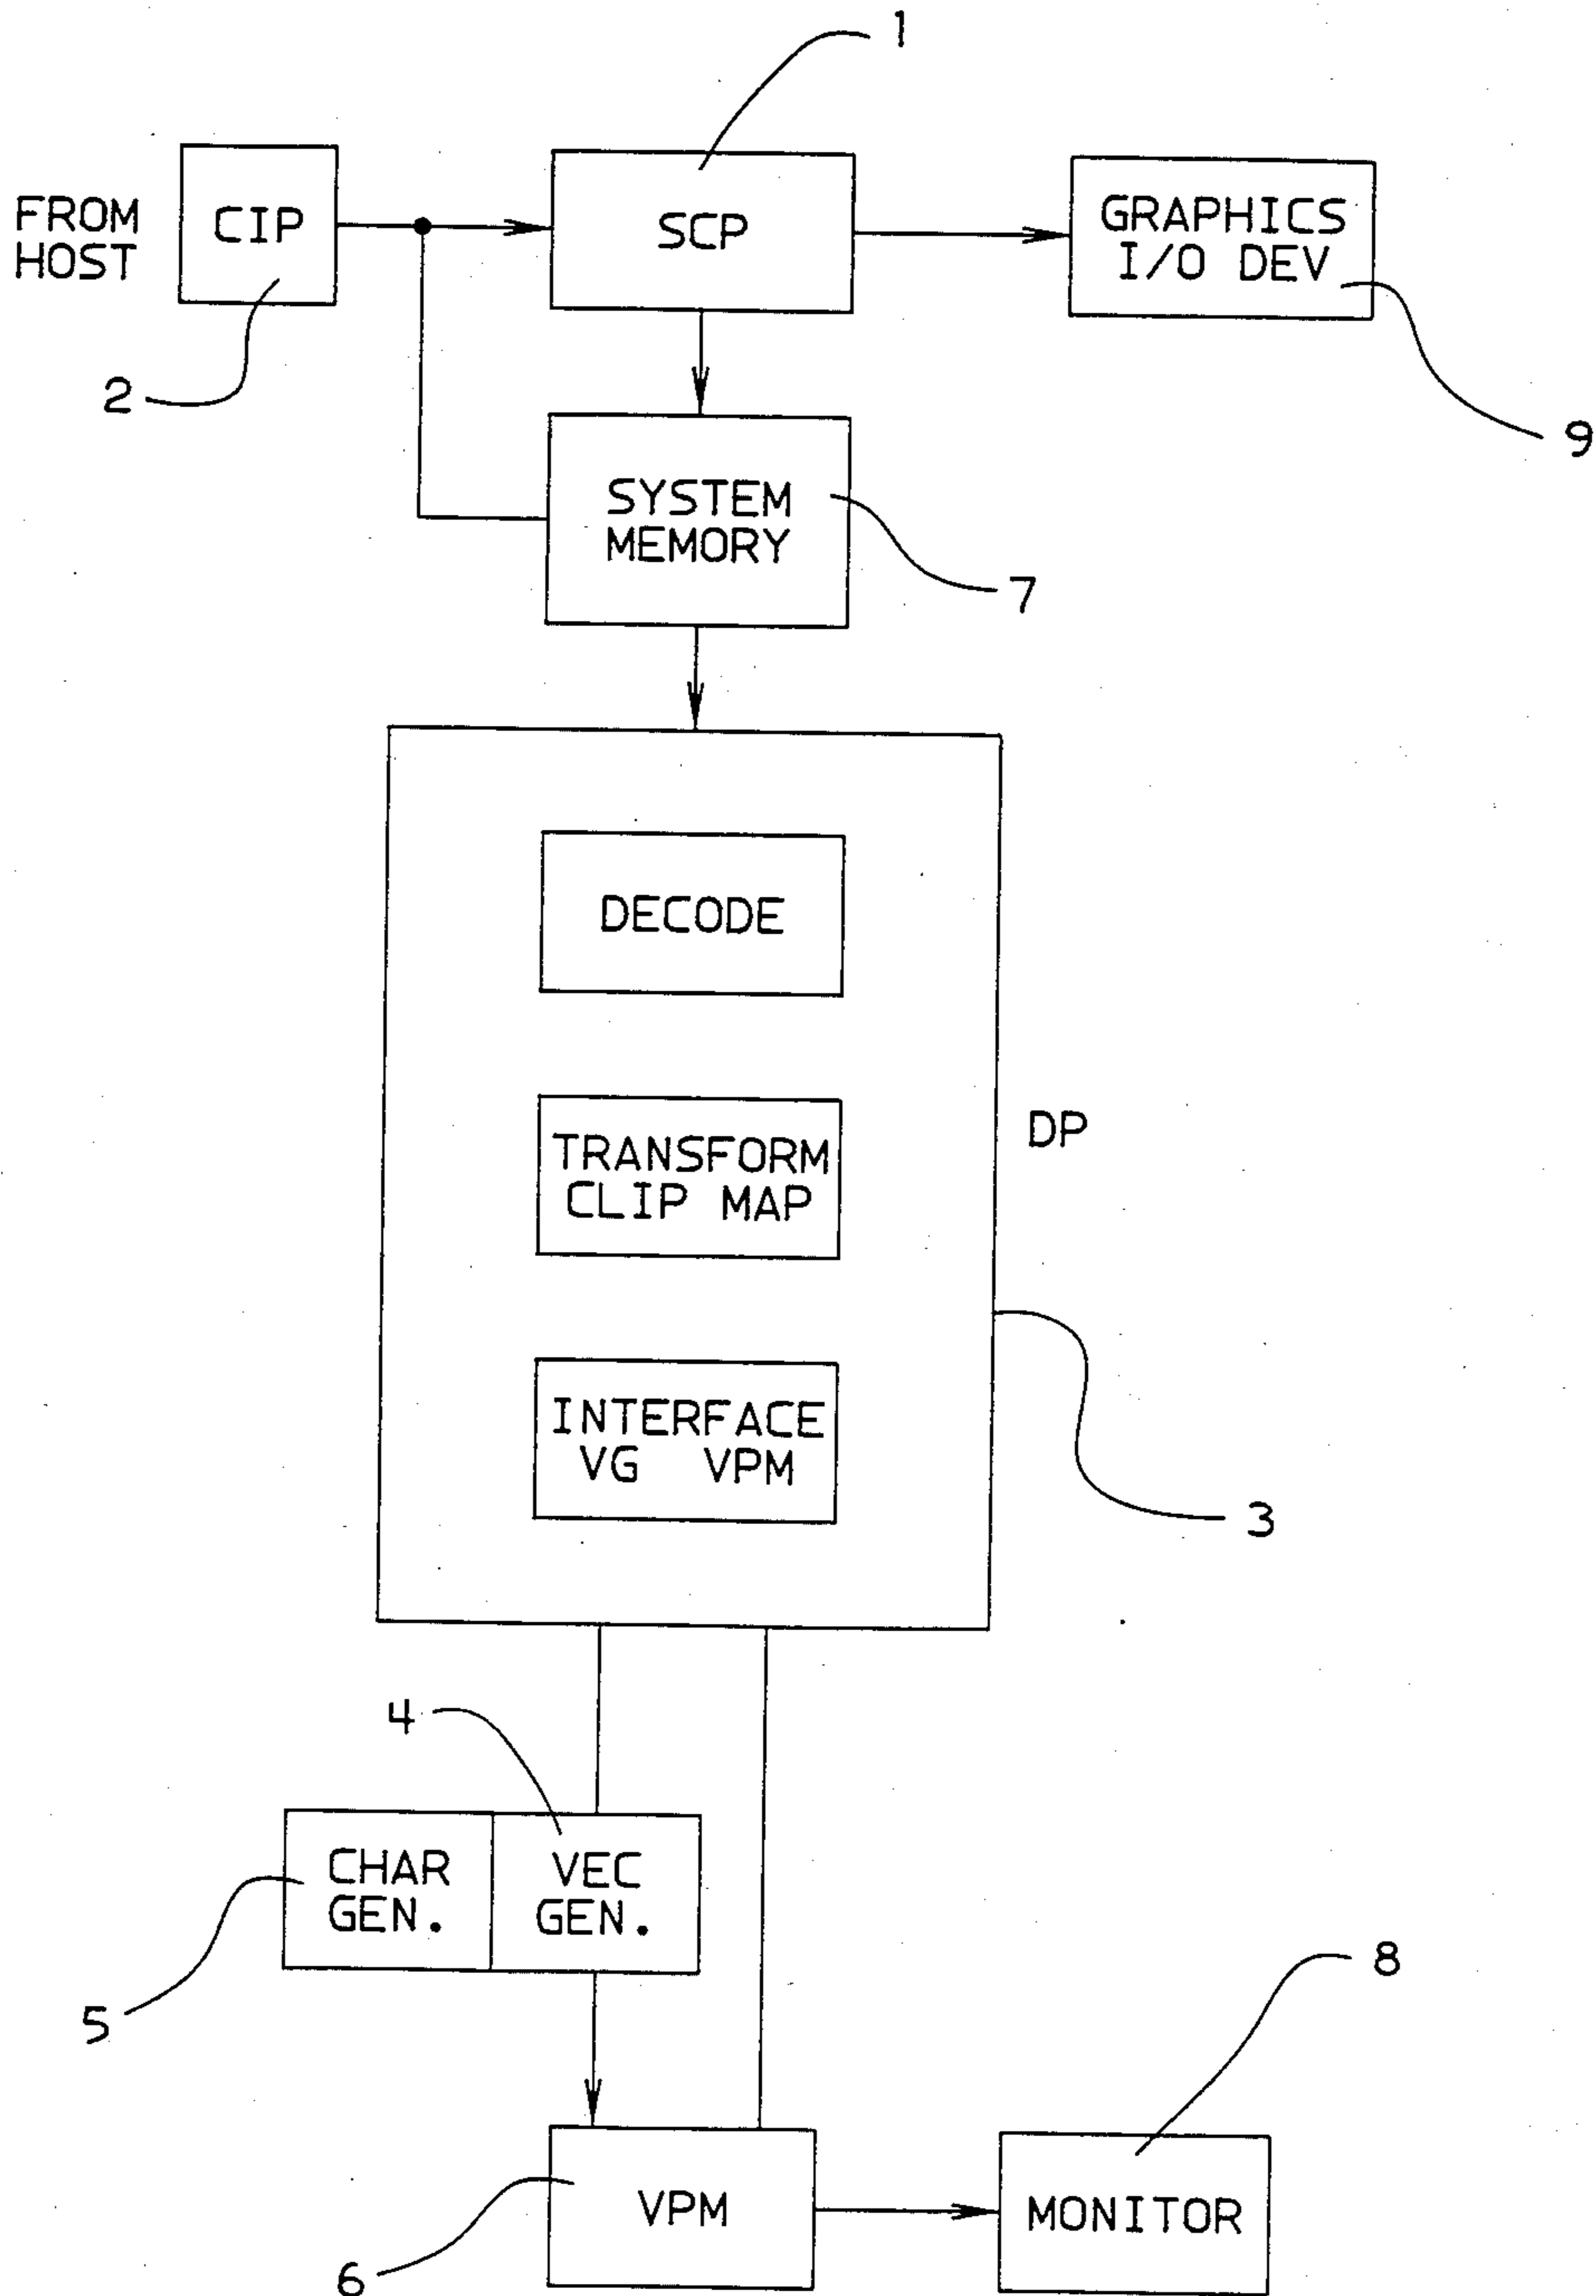 1
FROM
HOST
CIP
SCP
GRAPHICS
I/O DEV
2
9
SYSTEM
MEMORY
7
DECODE
DP
TRANSFORM
CLIP MAP
INTERFACE
VG VPM
3
4
CHAR
GEN.
VEC
GEN.
5
8
VPM
MONITOR
6